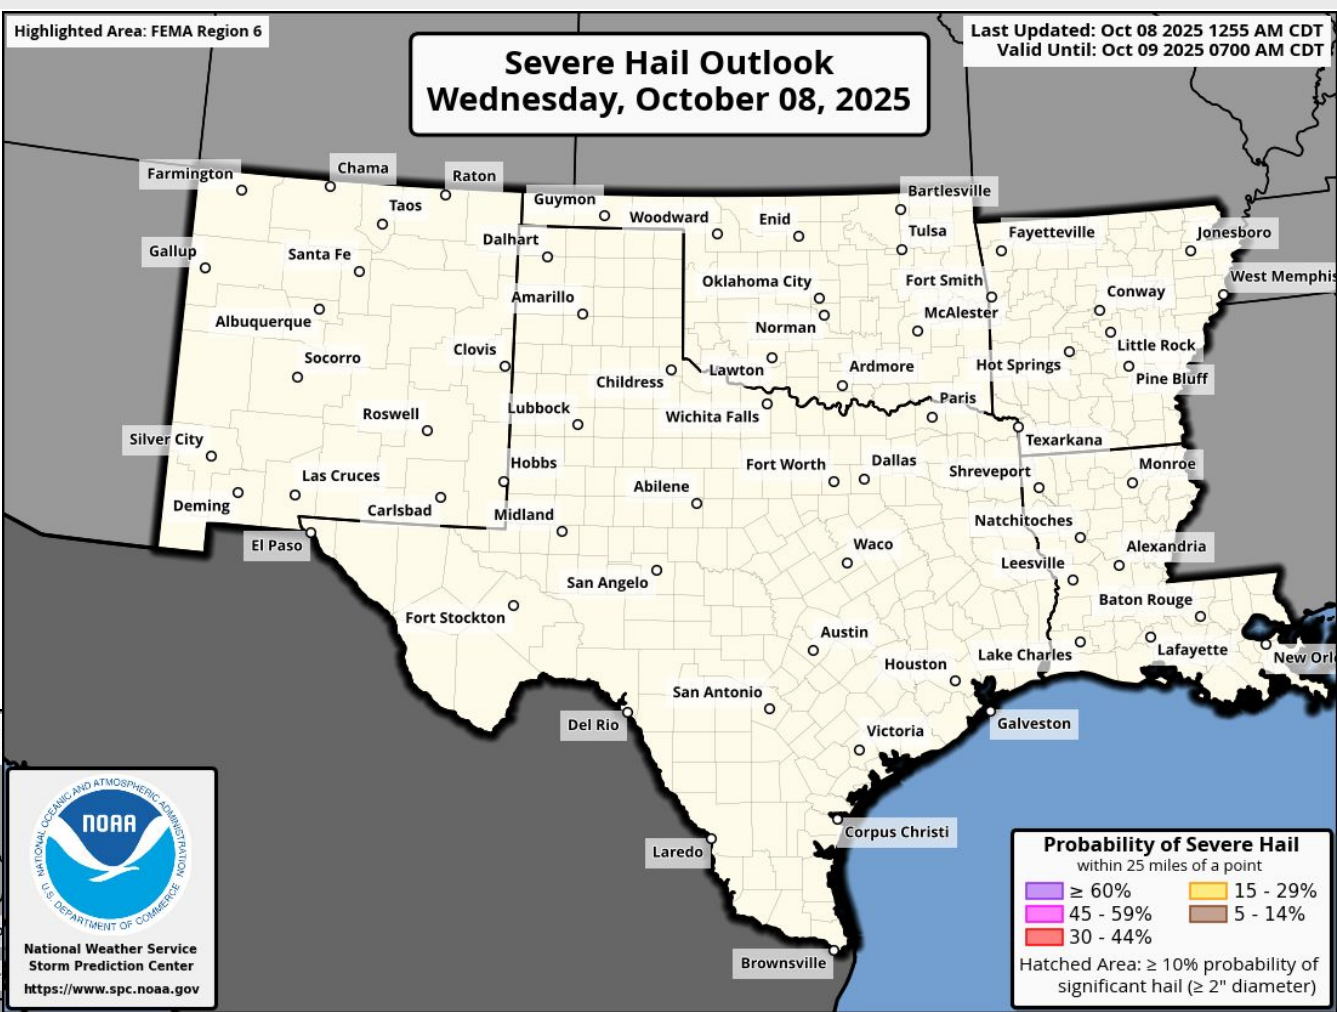 Highlighted Area: FEMA Region 6
Severe Hail Outlook
Wednesday, October 08, 2025
Last Updated: Oct 08 2025 1255 AM CDT
Valid Until: Oct 09 2025 0700 AM CDT
Farmington
Chama
Raton
Guymon
Bartlesville
Taos
Woodward
Enid
Tulsa
Fayetteville
Jonesboro
Gallup
Santa Fe
Dalhart
West Memphis
Oklahoma City
Fort Smith
Conway
Amarillo
Albuquerque
Norman
McAlester
Little Rock
Socorro
Clovis
Childress
Lawton
Ardmore
Hot Springs
Pine Bluff
Roswell
Lubbock
Wichita Falls
Paris
Silver City
Texarkana
Las Cruces
Hobbs
Fort Worth
Dallas
Shreveport
Monroe
Deming
Carlsbad
Abilene
Midland
Natchitoches
El Paso
Waco
Alexandria
San Angelo
Leesville
Fort Stockton
Baton Rouge
Austin
Houston
Lake Charles
Lafayette
New Orl
San Antonio
Del Rio
Victoria
Galveston
Laredo
Corpus Christi
Brownsville
NATIONAL OCEANIC AND ATMOSPHERIC ADMINISTRATION
NOAA
U.S. DEPARTMENT OF COMMERCE
National Weather Service
Storm Prediction Center
https://www.spc.noaa.gov
Probability of Severe Hail
within 25 miles of a point
≥ 60% 15 - 29%
45 - 59% 5 - 14%
30 - 44%
Hatched Area: ≥ 10% probability of
significant hail (≥ 2" diameter)